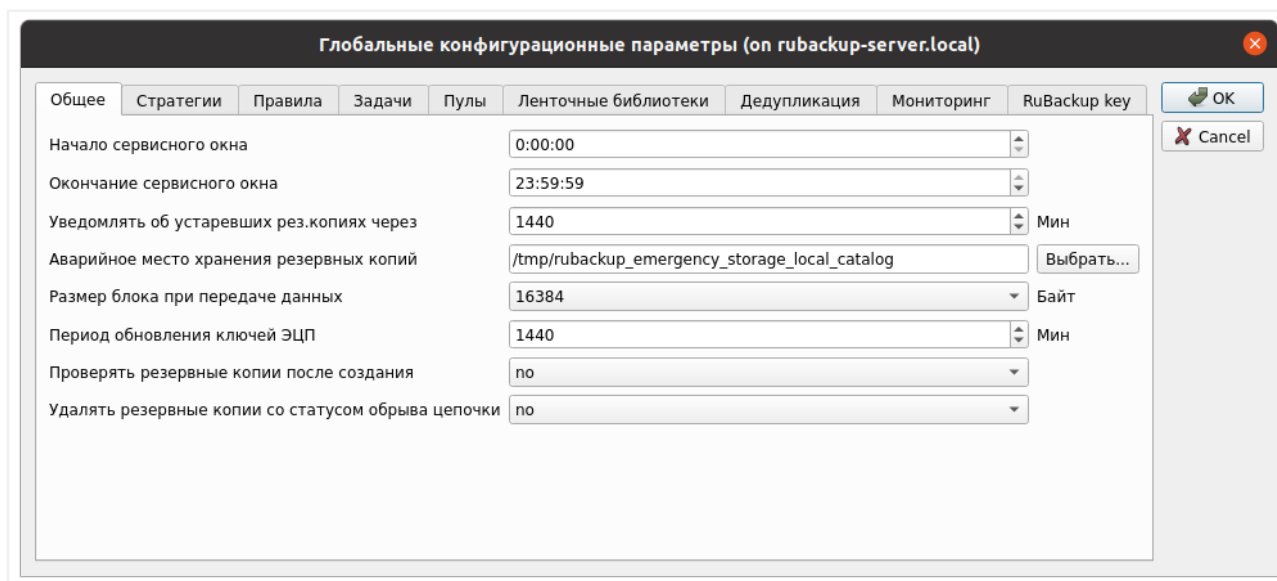 Глобальные конфигурационные параметры (on rubackup-server.local)
Общее Стратегии Правила Задачи Пулы Ленточные библиотеки Дедупликация Мониторинг RuBackup key OK
Cancel
Начало сервисного окна 0:00:00
Окончание сервисного окна 23:59:59
Уведомлять об устаревших рез.копиях через 1440 Мин
Аварийное место хранения резервных копий /tmp/rubackup_emergency_storage_local_catalog Выбрать...
Размер блока при передаче данных 16384 Байт
Период обновления ключей ЭЦП 1440 Мин
Проверять резервные копии после создания no
Удалять резервные копии со статусом обрыва цепочки no